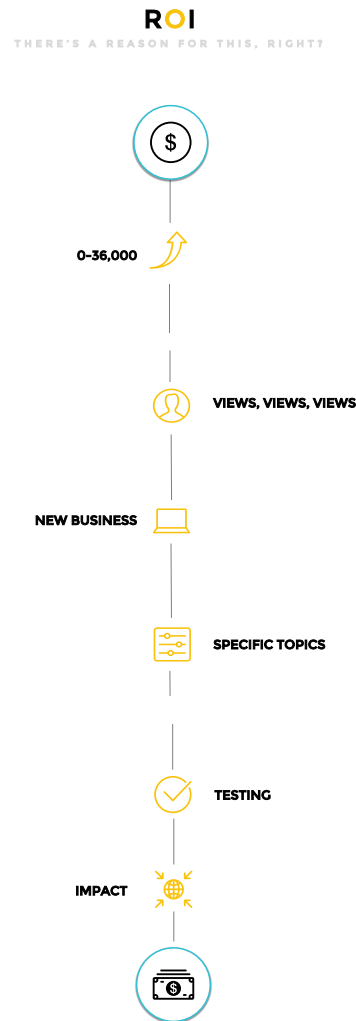 ROI
THERE'S A REASON FOR THIS, RIGHT?
$
0-36,000
VIEWS, VIEWS, VIEWS
NEW BUSINESS
SPECIFIC TOPICS
TESTING
IMPACT
$